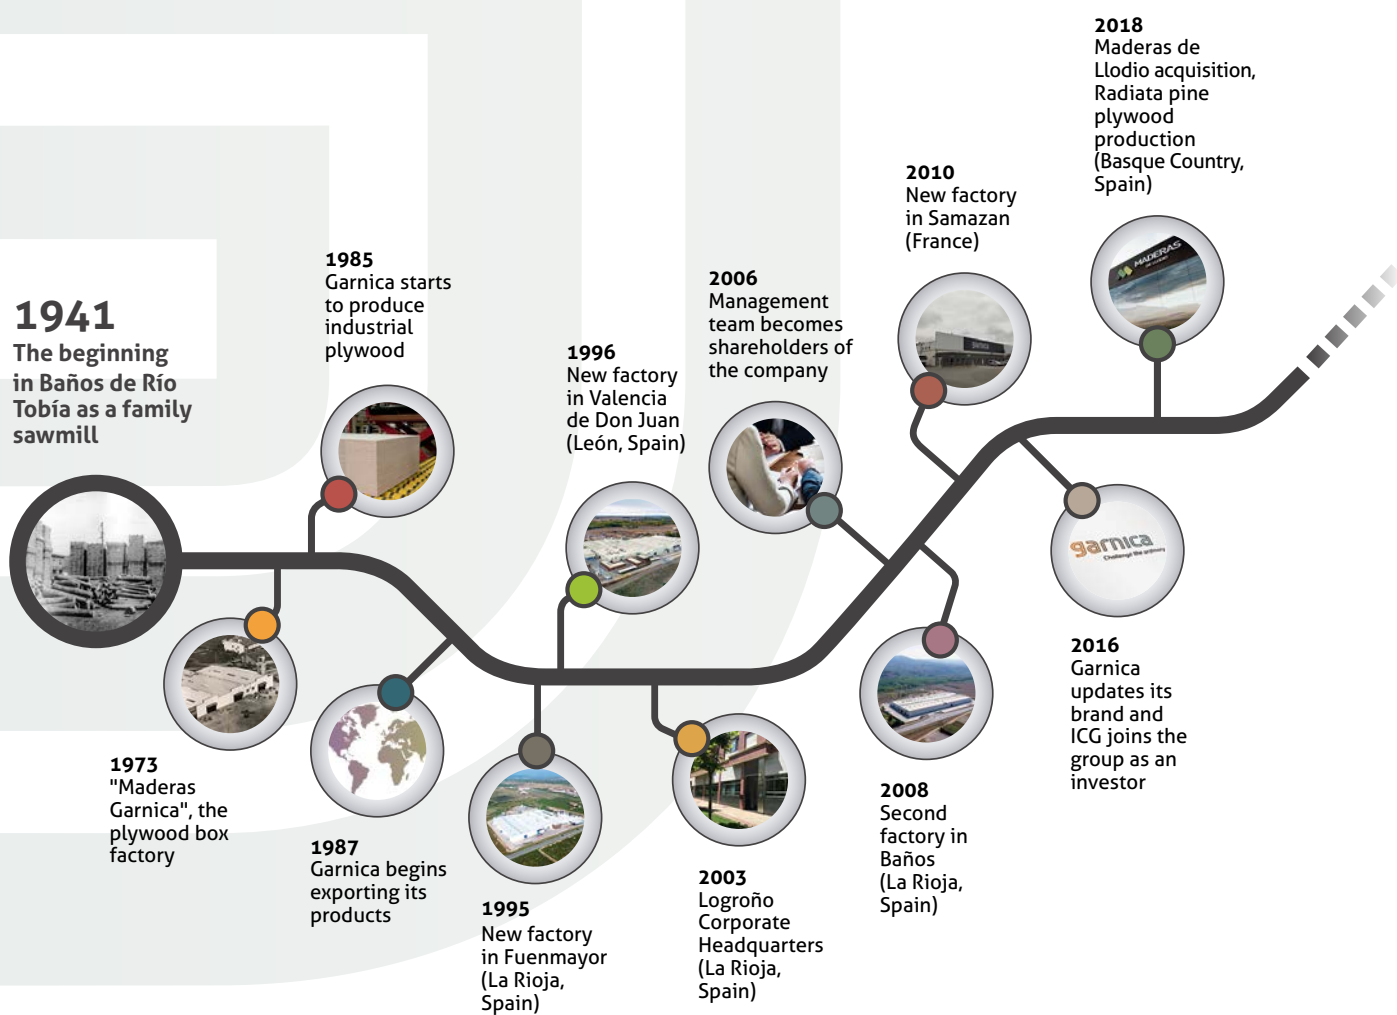 1941
The beginning
in Baños de Río
Tobía as a family
sawmill
1973
"Maderas
Garnica", the
plywood box
factory
1985
Garnica starts
to produce
industrial
plywood
1987
Garnica begins
exporting its
products
1995
New factory
in Fuenmayor
(La Rioja,
Spain)
1996
New factory
in Valencia
de Don Juan
(León, Spain)
2003
Logroño
Corporate
Headquarters
(La Rioja,
Spain)
2006
Management
team becomes
shareholders of
the company
2008
Second
factory in
Baños
(La Rioja,
Spain)
2010
New factory
in Samazan
(France)
garnica
2016
Garnica
updates its
brand and
ICG joins the
group as an
investor
garnica
Challenge the ordinary
2018
Maderas de
Llodio acquisition,
Radiata pine
plywood
production
(Basque Country,
Spain)
MADERAS